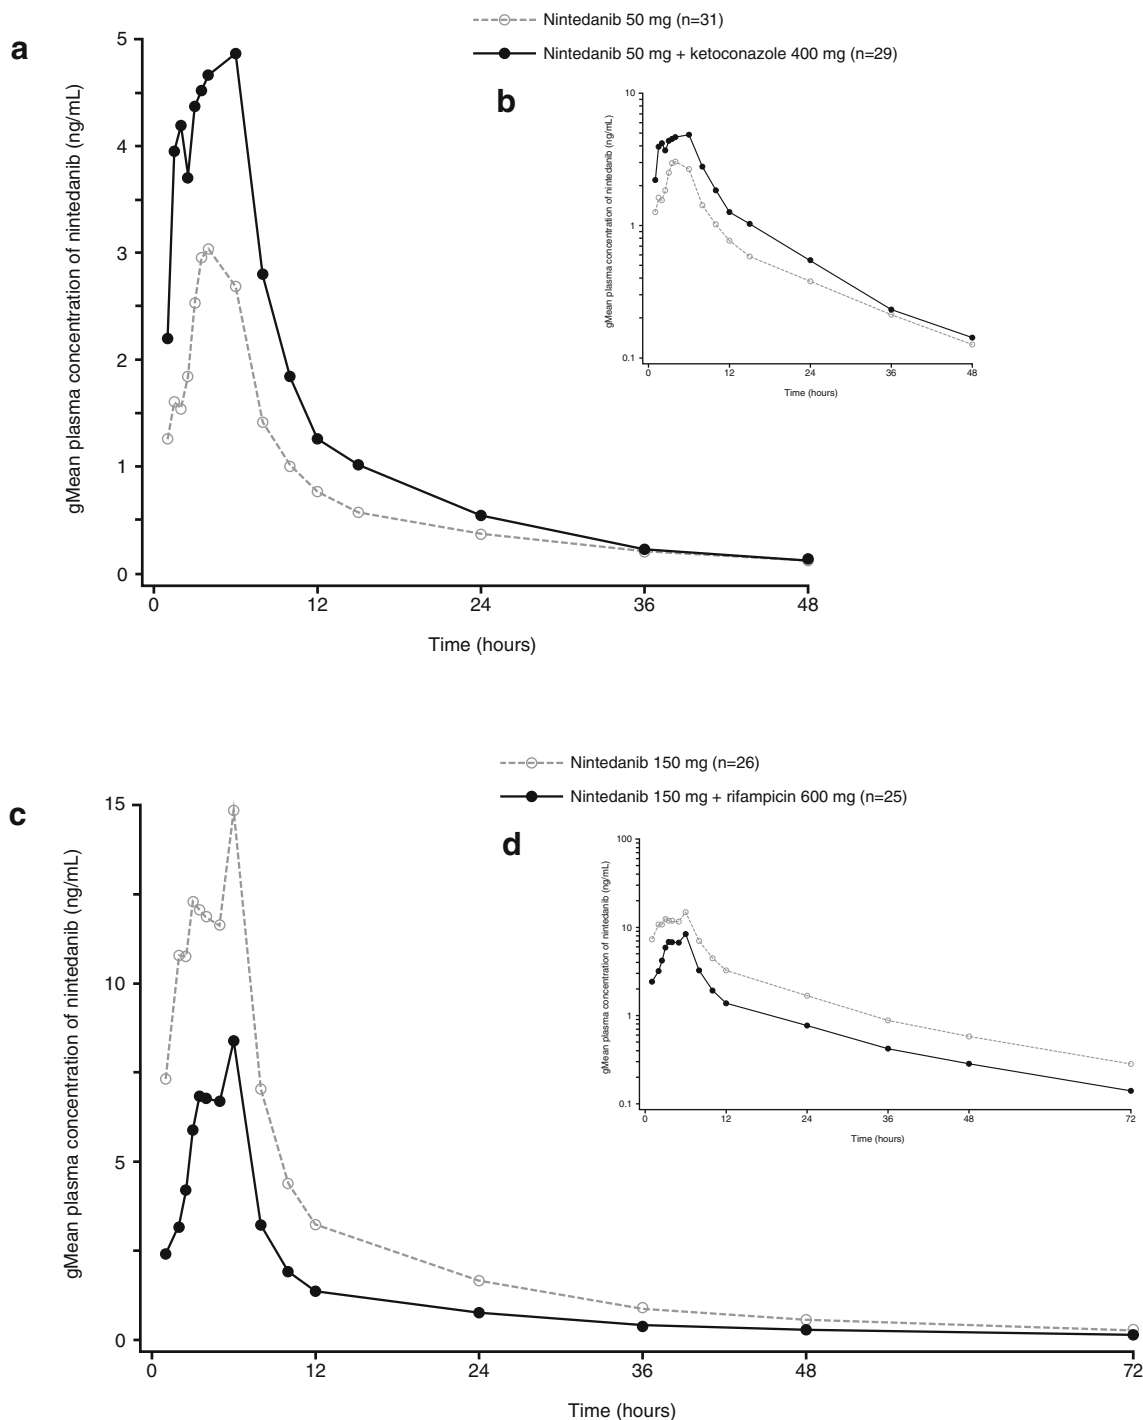 Nintedanib 50 mg (n=31)
Nintedanib 50 mg + ketoconazole 400 mg (n=29)
a
gMean plasma concentration of nintedanib (ng/mL)
5
4
3
2
1
0
0 12 24 36 48
Time (hours)
b
gMean plasma concentration of nintedanib (ng/mL)
10
1
0.1
0 12 24 36 48
Time (hours)
Nintedanib 150 mg (n=26)
Nintedanib 150 mg + rifampicin 600 mg (n=25)
c
gMean plasma concentration of nintedanib (ng/mL)
15
10
5
0
0 12 24 36 48 72
Time (hours)
d
gMean plasma concentration of nintedanib (ng/mL)
100
10
1
0.1
0 12 24 36 48 72
Time (hours)